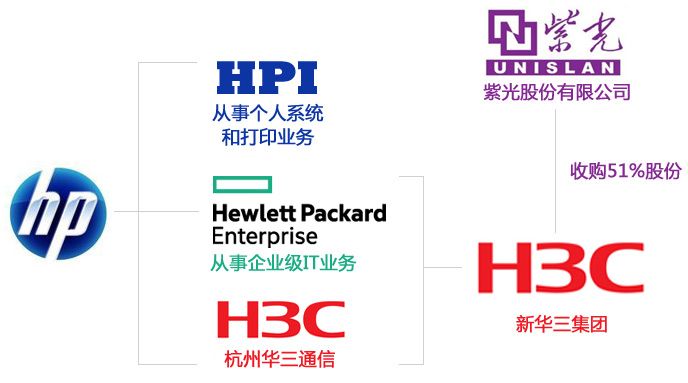 hp
HPI
从事个人系统
和打印业务
Hewlett Packard
Enterprise
从事企业级IT业务
H3C
杭州华三通信
紫光
UNISLAN
紫光股份有限公司
收购51%股份
H3C
新华三集团